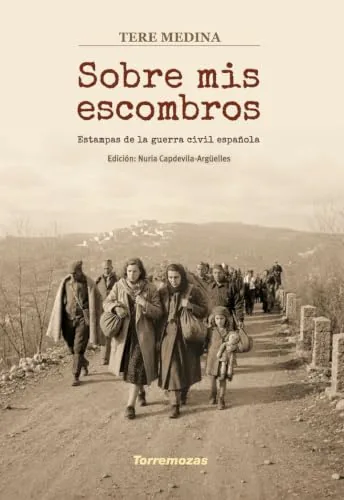 TERE MEDINA
Sobre mis
escombros
Estampas de la guerra civil española
Edición: Nuria Capdevila-Argüelles
Torremozas